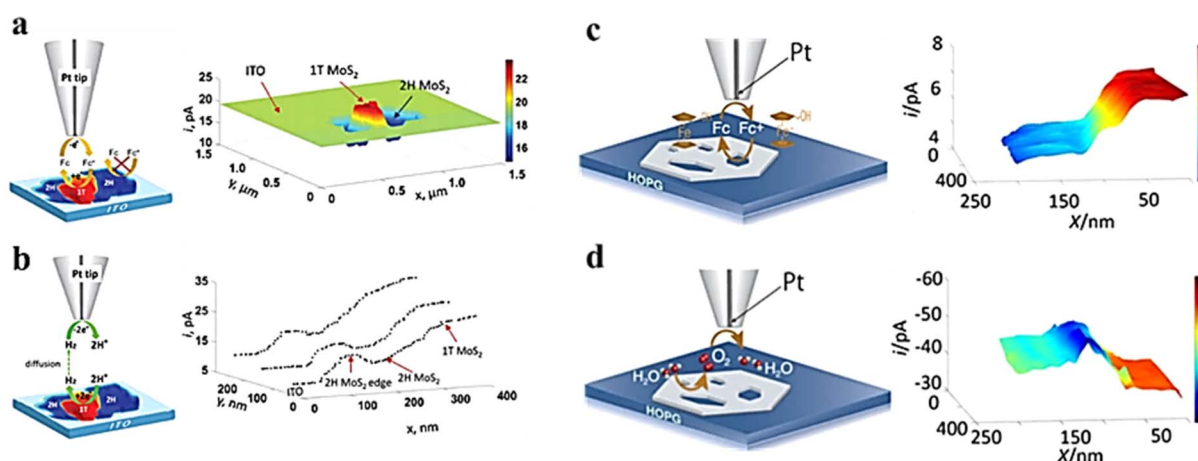 a
Pt tip
-e-
Fc Fc+
Fc Fc+
2H 1T 2H
ITO
i, pA
25
20
15
10
1.5
1.0
0.5
0
y, μm
0
0.5
1.0
1.5
x, μm
ITO
1T MoS2
2H MoS2
22
20
18
16
b
Pt tip
-2e-
H2 2H+
diffusion
H2 2H+
2H 1T 2H
ITO
i, pA
35
25
15
5
200
100
0
y, nm
0 100 200 300 400
x, nm
ITO
2H MoS2 edge
2H MoS2
1T MoS2
c
Pt
Fc Fc+
Fe
-OH
HOPG
i/pA
8
6
4
0
400
250 150 50
X/nm
d
Pt
H2O O2 H2O
HOPG
i/pA
-60
-50
-40
-30
0
400
250 150 50
X/nm